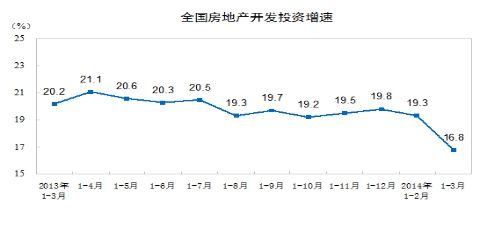 全国房地产开发投资增速
(%)
25
23
21
19
17
15
20.2
21.1
20.6
20.3
20.5
19.3
19.7
19.2
19.5
19.8
19.3
16.8
2013年
1-3月
1-4月
1-5月
1-6月
1-7月
1-8月
1-9月
1-10月
1-11月
1-12月
2014年
1-2月
1-3月